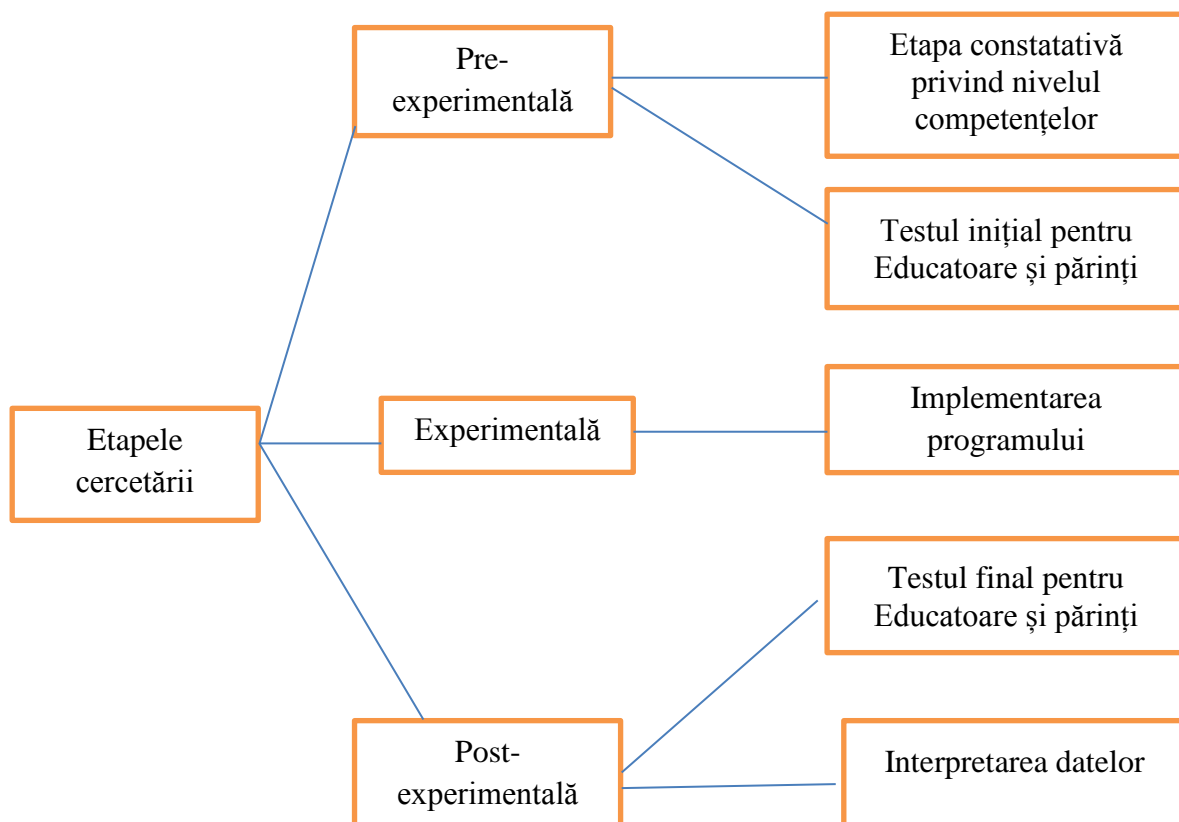 Etapele
cercetării
Pre-
experimentală
Etapa constatativă
privind nivelul
competențelor
Testul inițial pentru
Educatoare și părinți
Experimentală
Implementarea
programului
Post-
experimentală
Testul final pentru
Educatoare și părinți
Interpretarea datelor